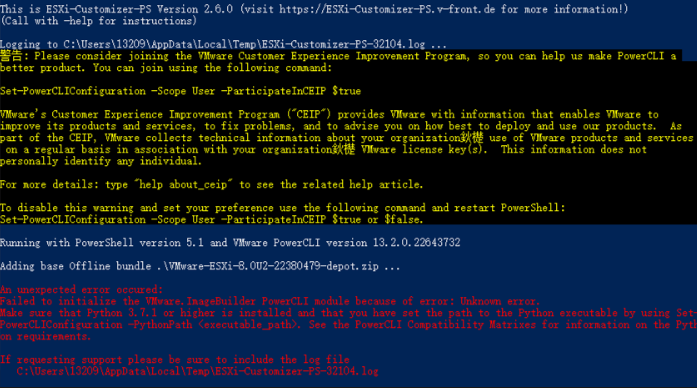 This is ESXi-Customizer-PS Version 2.6.0 (visit https://ESXi-Customizer-PS.v-front.de for more information!)
(Call with -help for instructions)
Logging to C:\Users\13209\AppData\Local\Temp\ESXi-Customizer-PS-32104.log ...
警告: Please consider joining the VMware Customer Experience Improvement Program, so you can help us make PowerCLI a
better product. You can join using the following command:
Set-PowerCLIConfiguration -Scope User -ParticipateInCEIP $true
VMware's Customer Experience Improvement Program ("CEIP") provides VMware with information that enables VMware to
improve its products and services, to fix problems, and to advise you on how best to deploy and use our products.  As
part of the CEIP, VMware collects technical information about your organization鈥檚 use of VMware products and services
on a regular basis in association with your organization鈥檚 VMware license key(s).  This information does not
personally identify any individual.
For more details: type "help about_ceip" to see the related help article.
To disable this warning and set your preference use the following command and restart PowerShell:
Set-PowerCLIConfiguration -Scope User -ParticipateInCEIP $true or $false.
Running with PowerShell version 5.1 and VMware PowerCLI version 13.2.0.22643732
Adding base Offline bundle .\VMware-ESXi-8.0U2-22380479-depot.zip ...
An unexpected error occured:
Failed to initialize the VMware.ImageBuilder PowerCLI module because of error: Unknown error.
Make sure that Python 3.7.1 or higher is installed and that you have set the path to the Python executable by using Set-
PowerCLIConfiguration -PythonPath <executable_path>. See the PowerCLI Compatibility Matrixes for information on the Pyth
on requirements.
If requesting support please be sure to include the log file
C:\Users\13209\AppData\Local\Temp\ESXi-Customizer-PS-32104.log